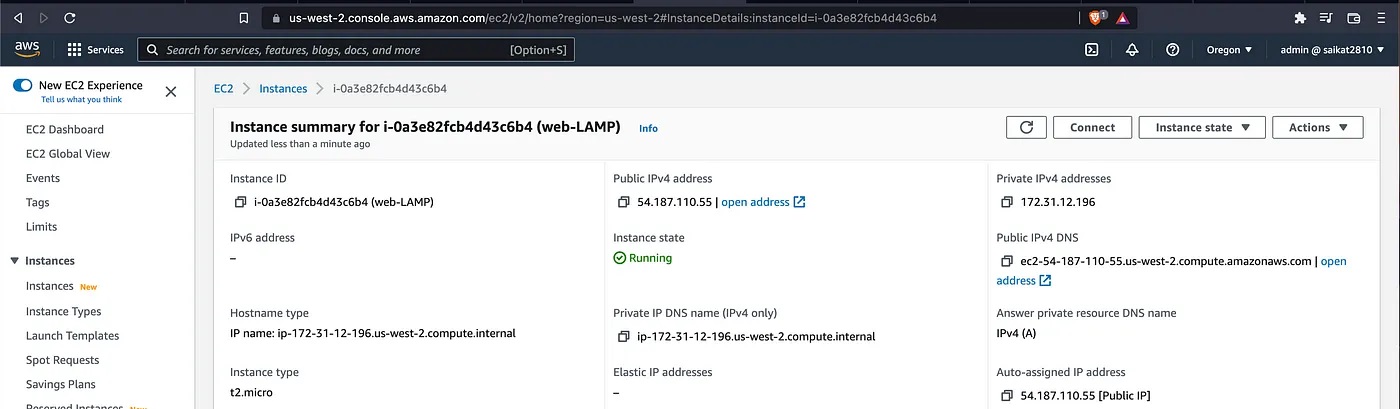 us-west-2.console.aws.amazon.com/ec2/v2/home?region=us-west-2#InstanceDetails:instanceId=i-0a3e82fcb4d43c6b4
1
aws
Services
Search for services, features, blogs, docs, and more
[Option+S]
Oregon
admin @ saikat2810
New EC2 Experience
Tell us what you think
EC2 Dashboard
EC2 Global View
Events
Tags
Limits
Instances
Instances New
Instance Types
Launch Templates
Spot Requests
Savings Plans
Reserved Instances New
EC2 > Instances > i-0a3e82fcb4d43c6b4
Instance summary for i-0a3e82fcb4d43c6b4 (web-LAMP) Info
Updated less than a minute ago
Connect
Instance state
Actions
Instance ID
i-0a3e82fcb4d43c6b4 (web-LAMP)
Public IPv4 address
54.187.110.55 | open address
Private IPv4 addresses
172.31.12.196
IPv6 address
–
Instance state
Running
Public IPv4 DNS
ec2-54-187-110-55.us-west-2.compute.amazonaws.com | open
address
Hostname type
IP name: ip-172-31-12-196.us-west-2.compute.internal
Private IP DNS name (IPv4 only)
ip-172-31-12-196.us-west-2.compute.internal
Answer private resource DNS name
IPv4 (A)
Instance type
t2.micro
Elastic IP addresses
–
Auto-assigned IP address
54.187.110.55 [Public IP]